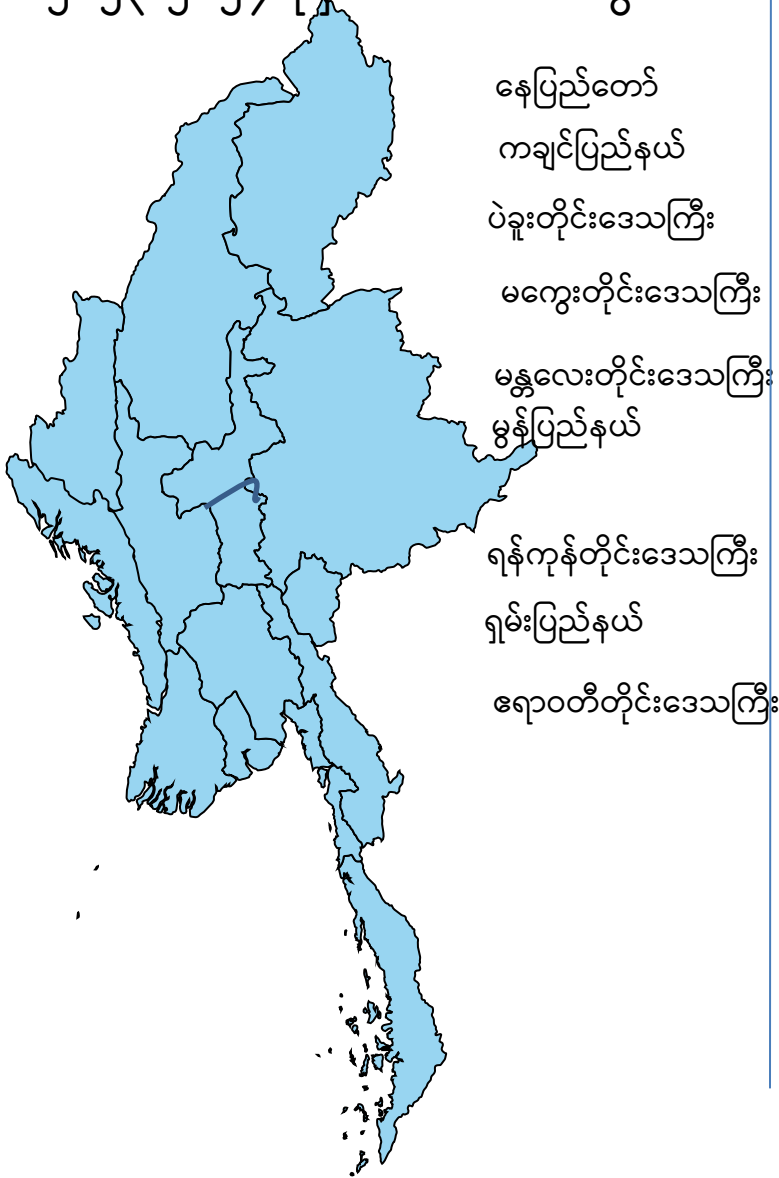 နေပြည်တော်
ကချင်ပြည်နယ်
ပဲခူးတိုင်းဒေသကြီး
မကွေးတိုင်းဒေသကြီး
မန္တလေးတိုင်းဒေသကြီး
မွန်ပြည်နယ်
ရန်ကုန်တိုင်းဒေသကြီး
ရှမ်းပြည်နယ်
ဧရာဝတီတိုင်းဒေသကြီး